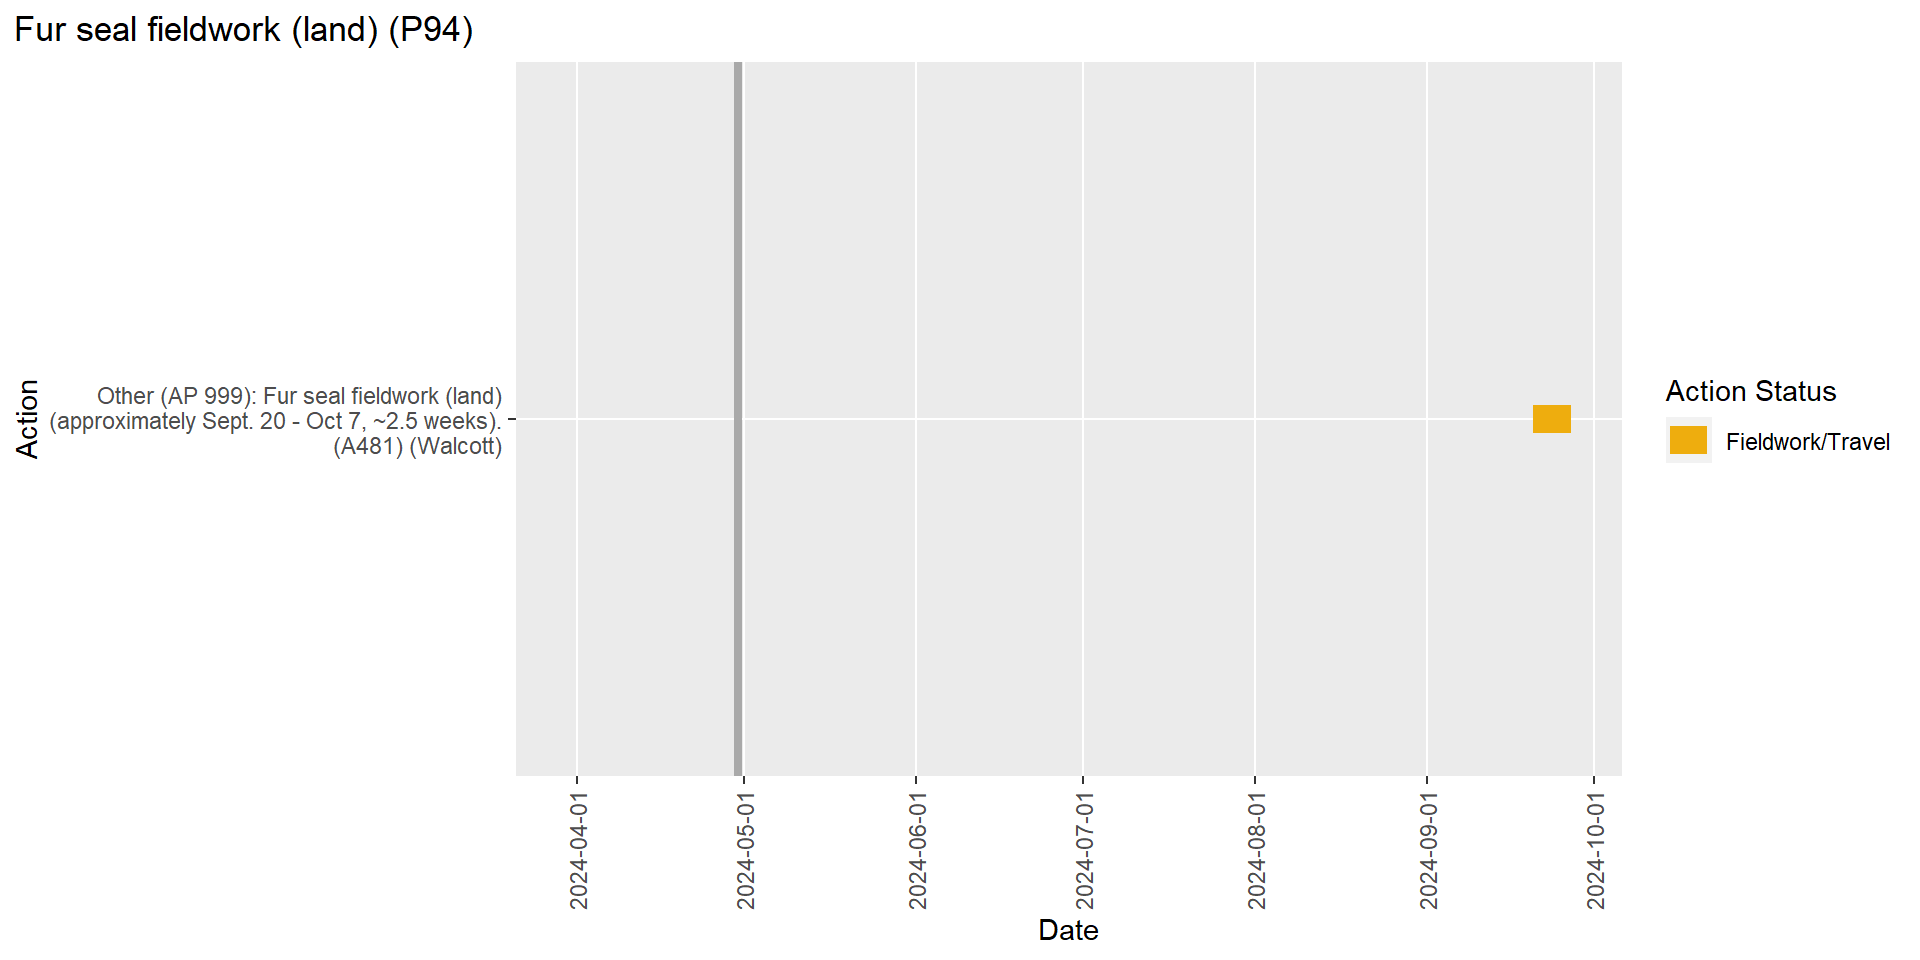 Fur seal fieldwork (land) (P94)
Action
Other (AP 999): Fur seal fieldwork (land)
(approximately Sept. 20 - Oct 7, ~2.5 weeks).
(A481) (Walcott)
Action Status
Fieldwork/Travel
2024-04-01
2024-05-01
2024-06-01
2024-07-01
2024-08-01
2024-09-01
2024-10-01
Date